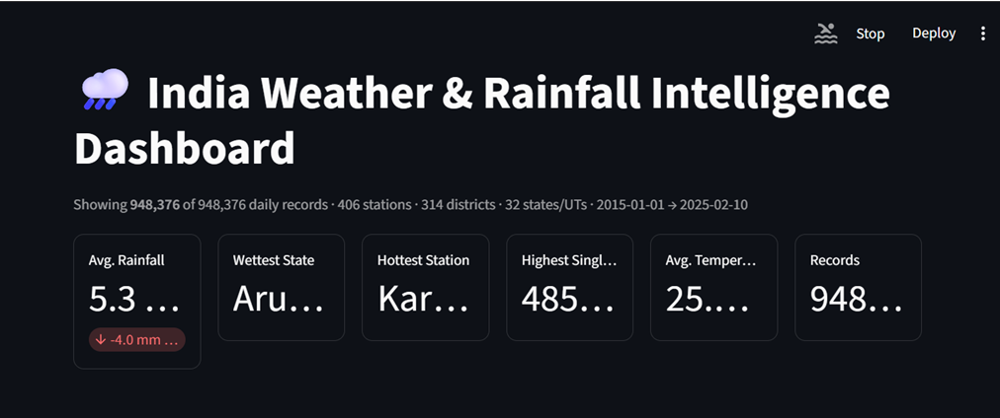 Stop Deploy
India Weather & Rainfall Intelligence
Dashboard
Showing 948,376 of 948,376 daily records · 406 stations · 314 districts · 32 states/UTs · 2015-01-01 → 2025-02-10
Avg. Rainfall
5.3 …
↓ -4.0 mm …
Wettest State
Aru…
Hottest Station
Kar…
Highest Singl…
485…
Avg. Temper…
25.…
Records
948…